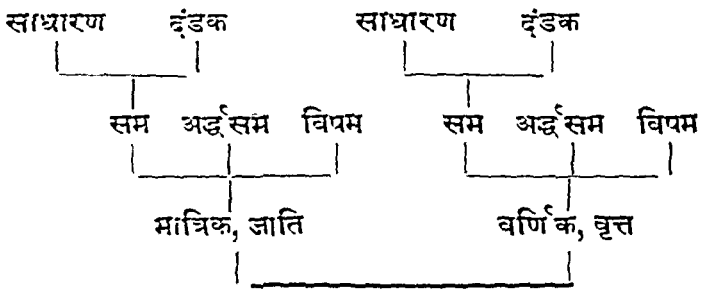 साधारण दंडक साधारण दंडक
सम अर्द्धसम विषम सम अर्द्धसम विषम
मात्रिक, जाति वर्णिक, वृत्त